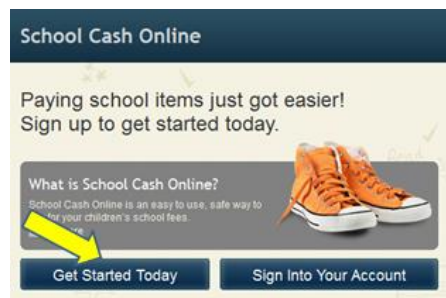 School Cash Online
Paying school items just got easier!
Sign up to get started today.
What is School Cash Online?
School Cash Online is an easy to use, safe way to
for your children's school fees.
Get Started Today
Sign Into Your Account